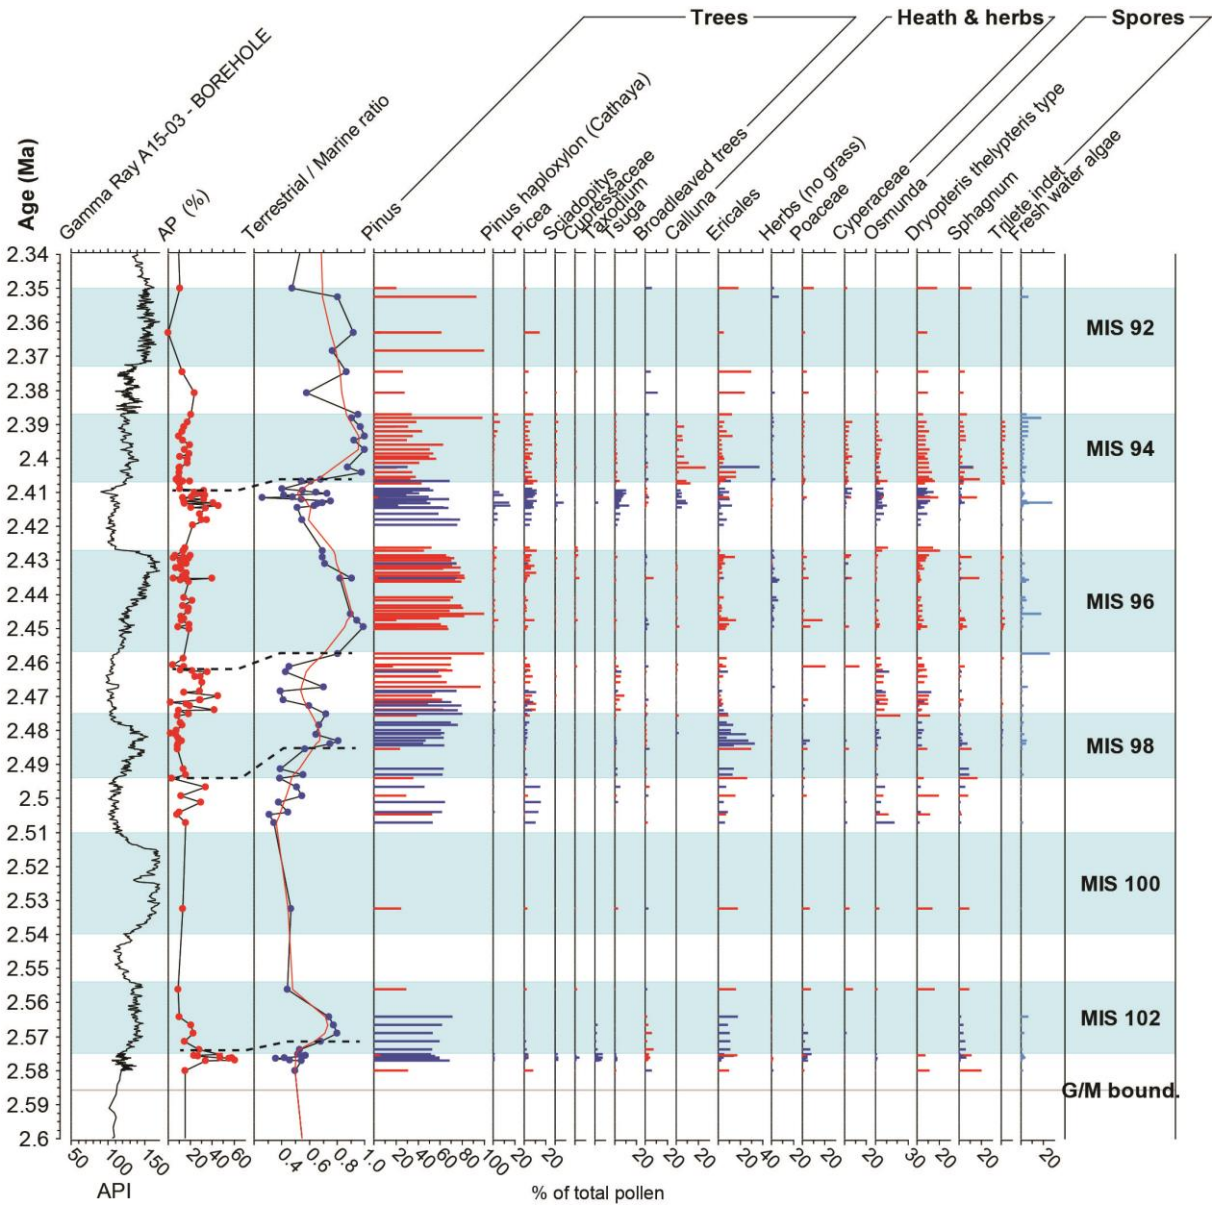 Trees
Heath & herbs
Spores
Age (Ma)
Gamma Ray A15-03 - BOREHOLE
AP (%)
Terrestrial / Marine ratio
Pinus
Pinus haploxylon (Cathaya)
Picea
Sciadopitys
Cupressaceae
Taxodium
Tsuga
Broadleaved trees
Calluna
Ericales
Herbs (no grass)
Poaceae
Cyperaceae
Osmunda
Dryopteris thelypteris type
Sphagnum
Trilete indet
Fresh water algae
2.34
2.35
2.36
2.37
2.38
2.39
2.4
2.41
2.42
2.43
2.44
2.45
2.46
2.47
2.48
2.49
2.5
2.51
2.52
2.53
2.54
2.55
2.56
2.57
2.58
2.59
2.6
MIS 92
MIS 94
MIS 96
MIS 98
MIS 100
MIS 102
G/M bound.
50 100 150 20 40 60 0.4 0.6 0.8 1.0 20 40 60 80 100 20 20 20 20 20 20 40 20 20 20 30 20 20 20
API
% of total pollen